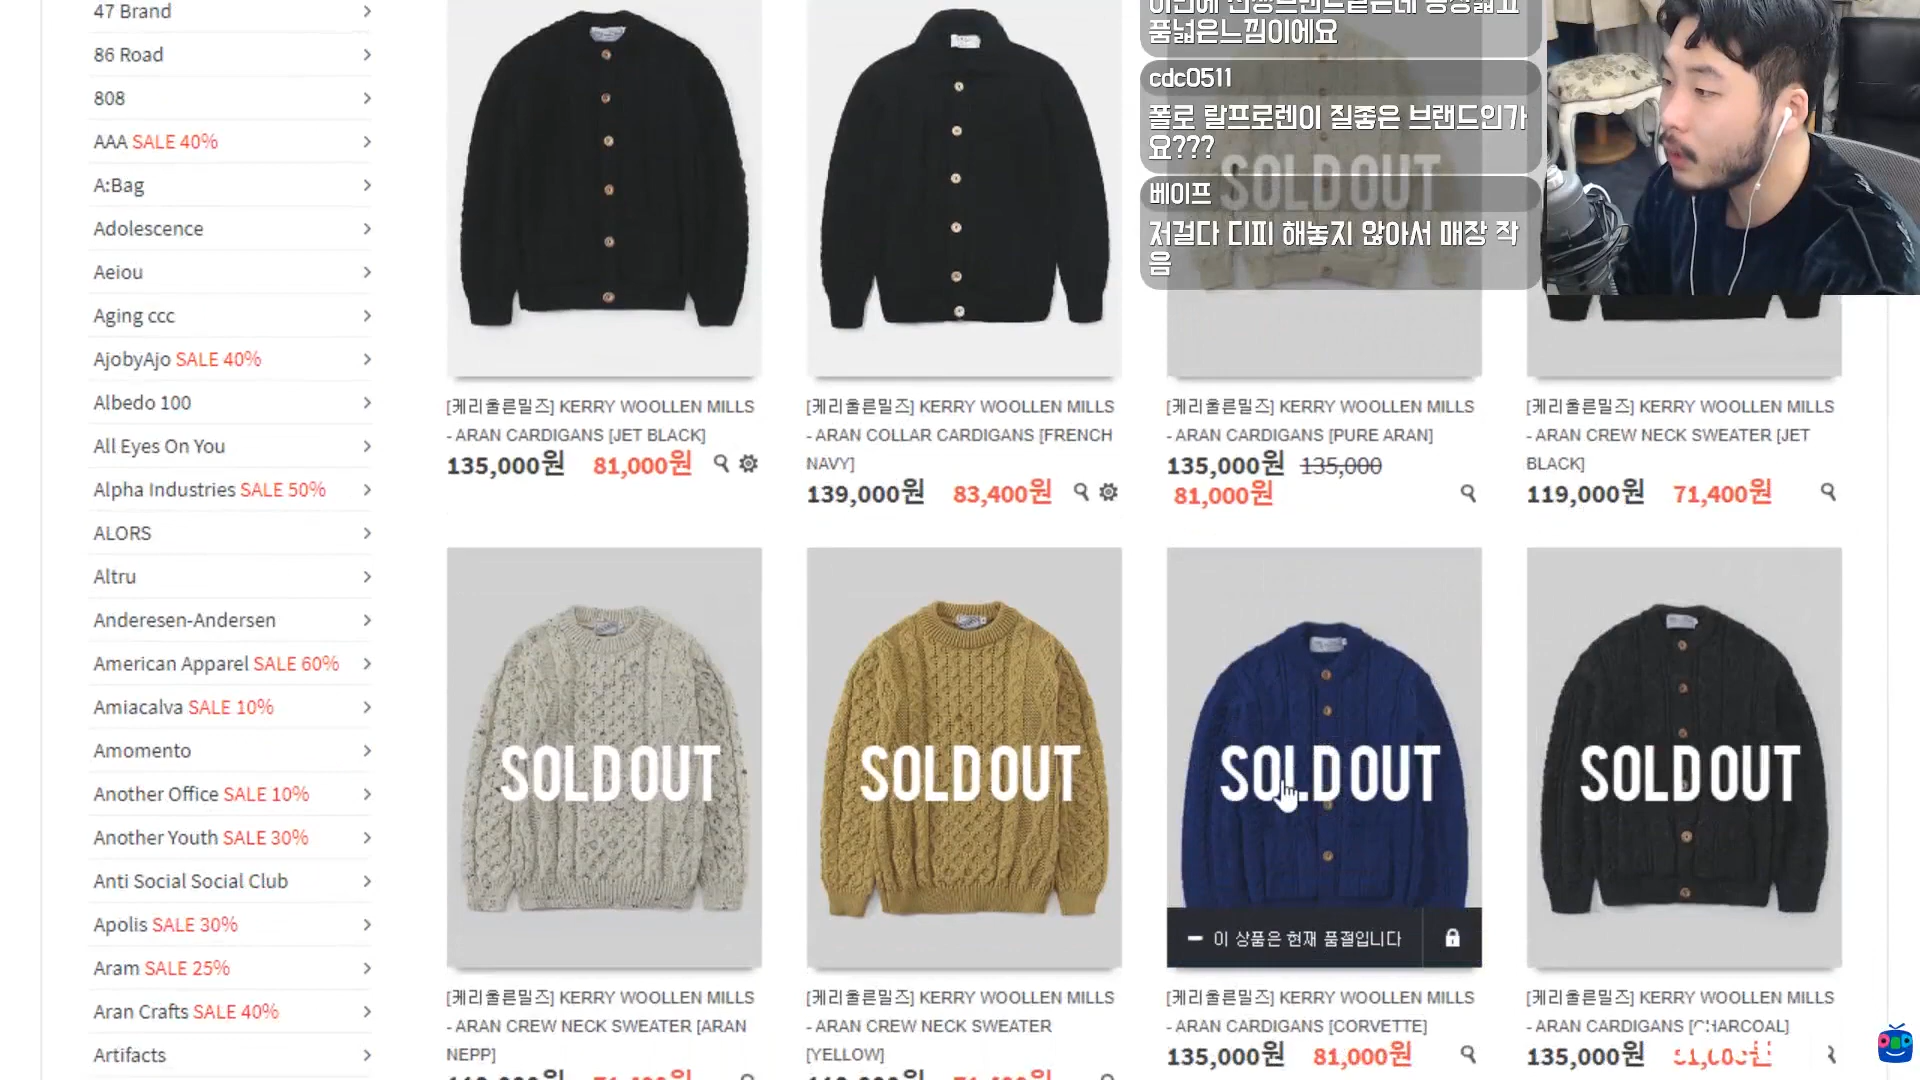 47 Brand
86 Road
808
AAA SALE 40%
A:Bag
Adolescence
Aeiou
Aging ccc
AjobyAjo SALE 40%
Albedo 100
All Eyes On You
Alpha Industries SALE 50%
ALORS
Altru
Anderesen-Andersen
American Apparel SALE 60%
Amiacalva SALE 10%
Amomento
Another Office SALE 10%
Another Youth SALE 30%
Anti Social Social Club
Apolis SALE 30%
Aram SALE 25%
Aran Crafts SALE 40%
Artifacts
품넓은느낌이에요
cdc0511
폴로 랄프로렌이 질좋은 브랜드인가
요???
베이프
저걸다 디피 해놓지 않아서 매장 작
음
SOLD OUT
[케리울른밀즈] KERRY WOOLLEN MILLS
- ARAN CARDIGANS [JET BLACK]
135,000원 81,000원
[케리울른밀즈] KERRY WOOLLEN MILLS
- ARAN COLLAR CARDIGANS [FRENCH
NAVY]
139,000원 83,400원
[케리울른밀즈] KERRY WOOLLEN MILLS
- ARAN CARDIGANS [PURE ARAN]
135,000원 135,000
81,000원
[케리울른밀즈] KERRY WOOLLEN MILLS
- ARAN CREW NECK SWEATER [JET
BLACK]
119,000원 71,400원
SOLD OUT
[케리울른밀즈] KERRY WOOLLEN MILLS
- ARAN CREW NECK SWEATER [ARAN
NEPP]
SOLD OUT
[케리울른밀즈] KERRY WOOLLEN MILLS
- ARAN CREW NECK SWEATER
[YELLOW]
SOLD OUT
이 상품은 현재 품절입니다
[케리울른밀즈] KERRY WOOLLEN MILLS
- ARAN CARDIGANS [CORVETTE]
135,000원 81,000원
SOLD OUT
[케리울른밀즈] KERRY WOOLLEN MILLS
- ARAN CARDIGANS [CHARCOAL]
135,000원